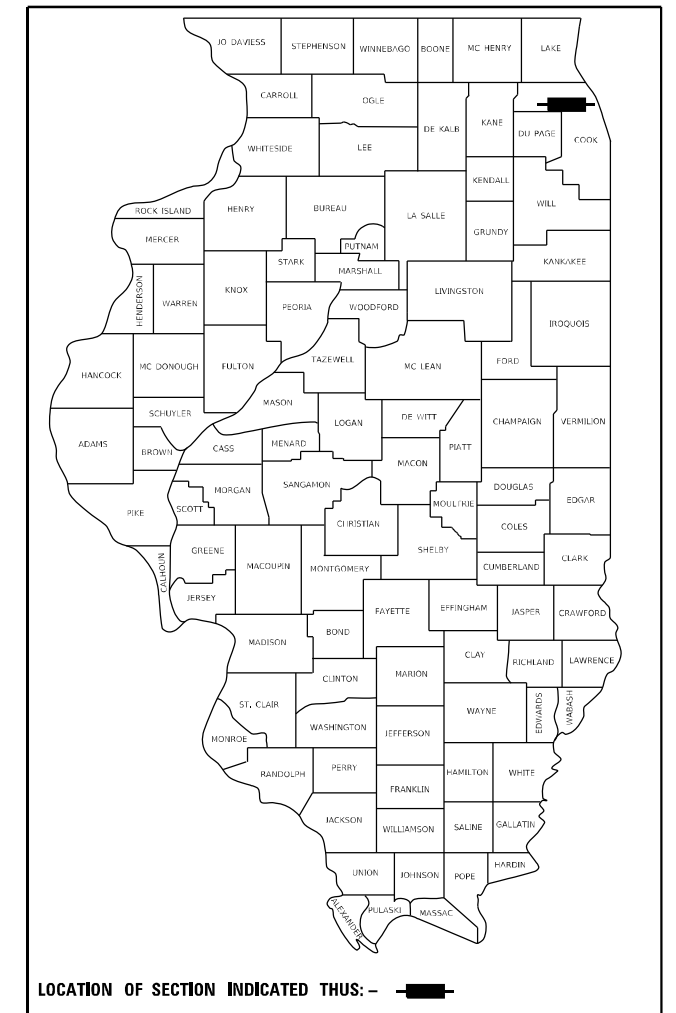 JO DAVIESS
STEPHENSON
WINNEBAGO
BOONE
MC HENRY
LAKE
CARROLL
OGLE
DE KALB
KANE
DU PAGE
COOK
WHITESIDE
LEE
KENDALL
ROCK ISLAND
HENRY
BUREAU
LA SALLE
WILL
MERCER
PUTNAM
GRUNDY
STARK
MARSHALL
KANKAKEE
HENDERSON
WARREN
KNOX
PEORIA
WOODFORD
LIVINGSTON
IROQUOIS
HANCOCK
MC DONOUGH
FULTON
TAZEWELL
MC LEAN
FORD
SCHUYLER
MASON
LOGAN
DE WITT
CHAMPAIGN
VERMILION
ADAMS
BROWN
CASS
MENARD
PIATT
MACON
PIKE
SCOTT
MORGAN
SANGAMON
MOULTRIE
DOUGLAS
EDGAR
CHRISTIAN
COLES
CALHOUN
GREENE
MACOUPIN
MONTGOMERY
SHELBY
CUMBERLAND
CLARK
JERSEY
FAYETTE
EFFINGHAM
JASPER
CRAWFORD
MADISON
BOND
CLAY
RICHLAND
LAWRENCE
CLINTON
MARION
ST. CLAIR
WAYNE
EDWARDS
WABASH
MONROE
WASHINGTON
JEFFERSON
RANDOLPH
PERRY
FRANKLIN
HAMILTON
WHITE
JACKSON
WILLIAMSON
SALINE
GALLATIN
UNION
JOHNSON
POPE
HARDIN
ALEXANDER
PULASKI
MASSAC
LOCATION OF SECTION INDICATED THUS: –